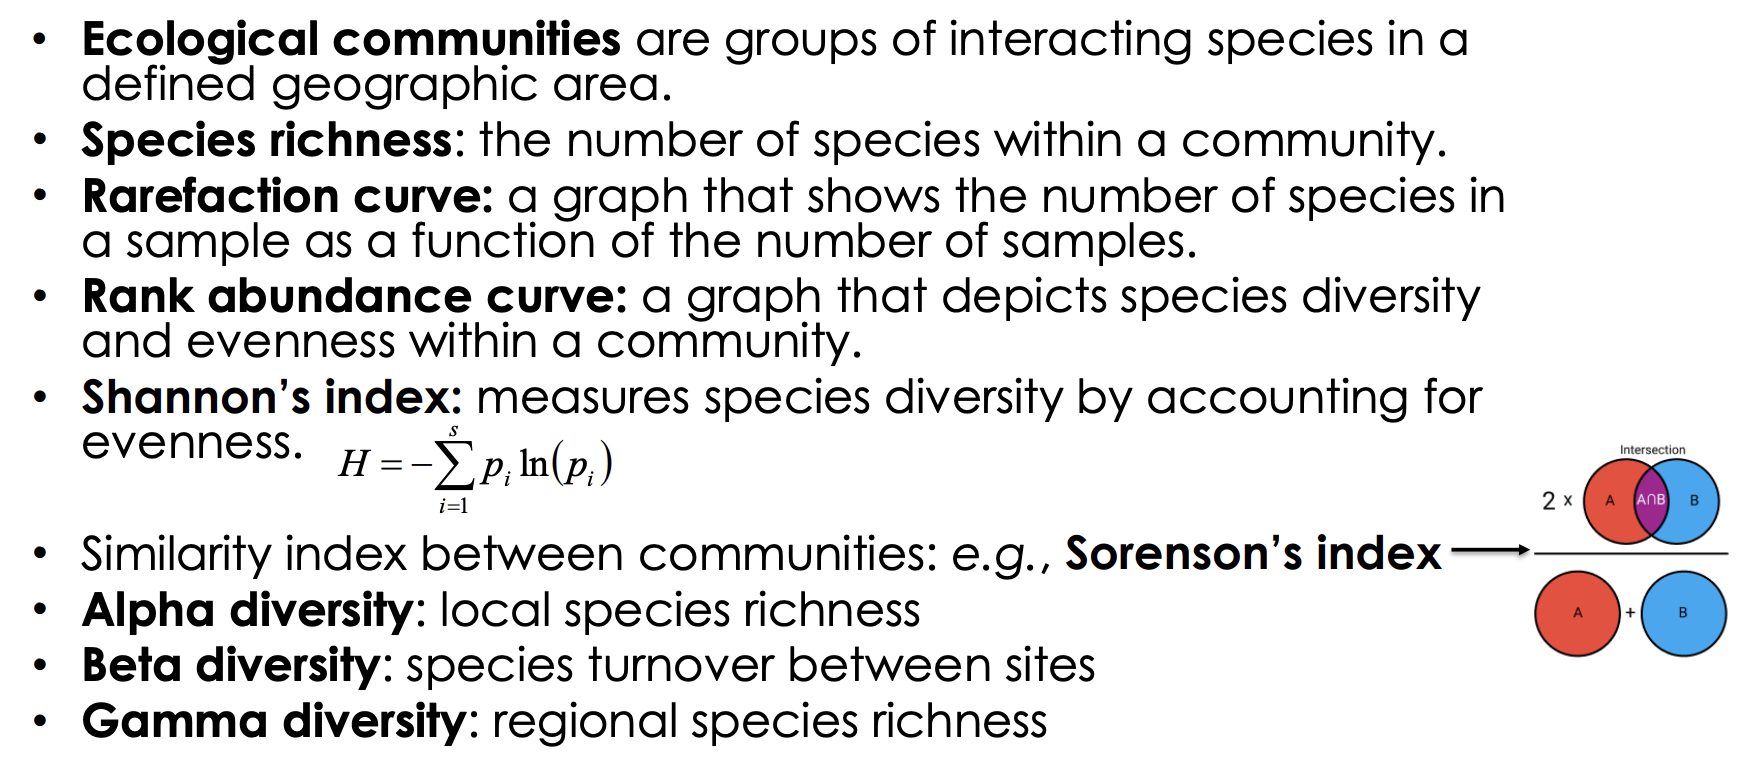 • Ecological communities are groups of interacting species in a
defined geographic area.
• Species richness: the number of species within a community.
• Rarefaction curve: a graph that shows the number of species in
a sample as a function of the number of samples.
• Rank abundance curve: a graph that depicts species diversity
and evenness within a community.
• Shannon’s index: measures species diversity by accounting for
evenness. H = −∑ᵢ₌₁ˢ pᵢ ln(pᵢ)
Intersection
2 x A A∩B B
• Similarity index between communities: e.g., Sorenson’s index
A + B
• Alpha diversity: local species richness
• Beta diversity: species turnover between sites
• Gamma diversity: regional species richness